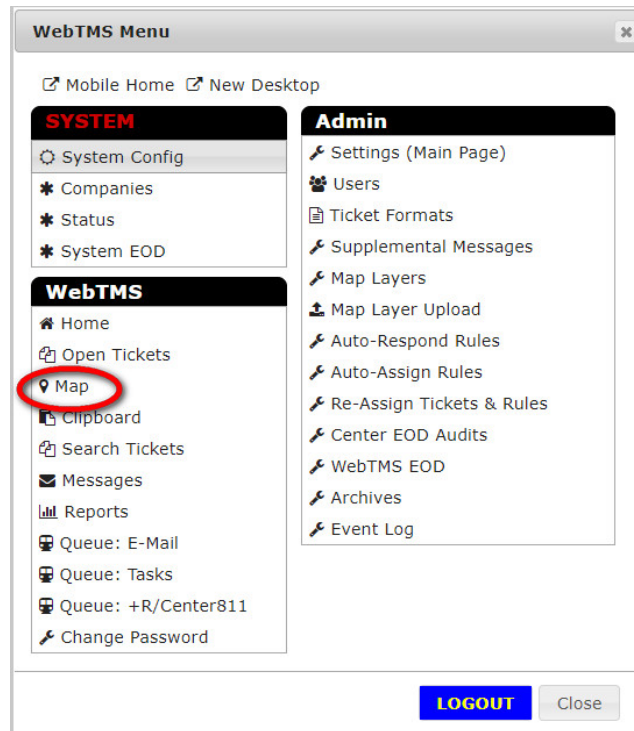 WebTMS Menu
Mobile Home New Desktop
SYSTEM
System Config
Companies
Status
System EOD
WebTMS
Home
Open Tickets
Map
Clipboard
Search Tickets
Messages
Reports
Queue: E-Mail
Queue: Tasks
Queue: +R/Center811
Change Password
Admin
Settings (Main Page)
Users
Ticket Formats
Supplemental Messages
Map Layers
Map Layer Upload
Auto-Respond Rules
Auto-Assign Rules
Re-Assign Tickets & Rules
Center EOD Audits
WebTMS EOD
Archives
Event Log
LOGOUT Close